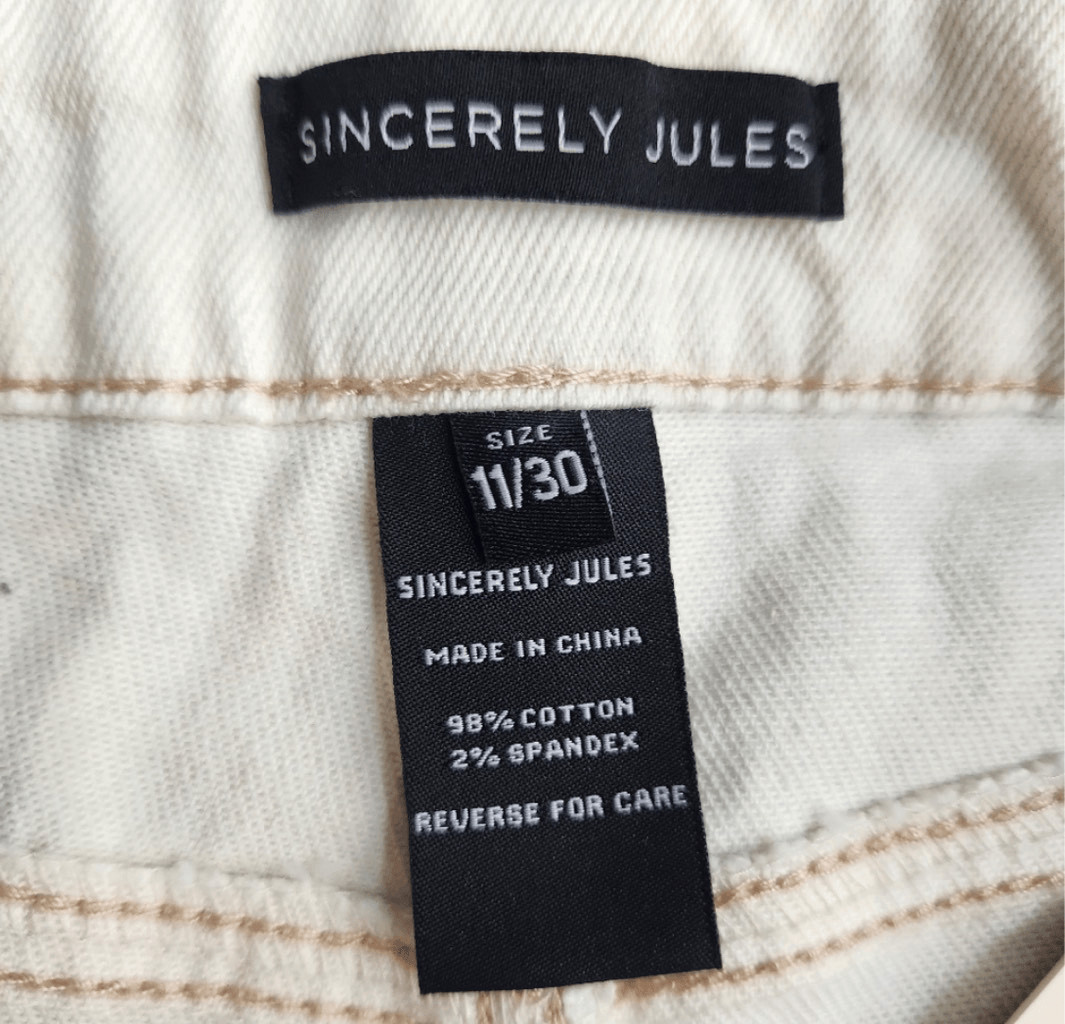 SINCERELY JULES
SIZE
11/30
SINCERELY JULES
MADE IN CHINA
98% COTTON
2% SPANDEX
REVERSE FOR CARE